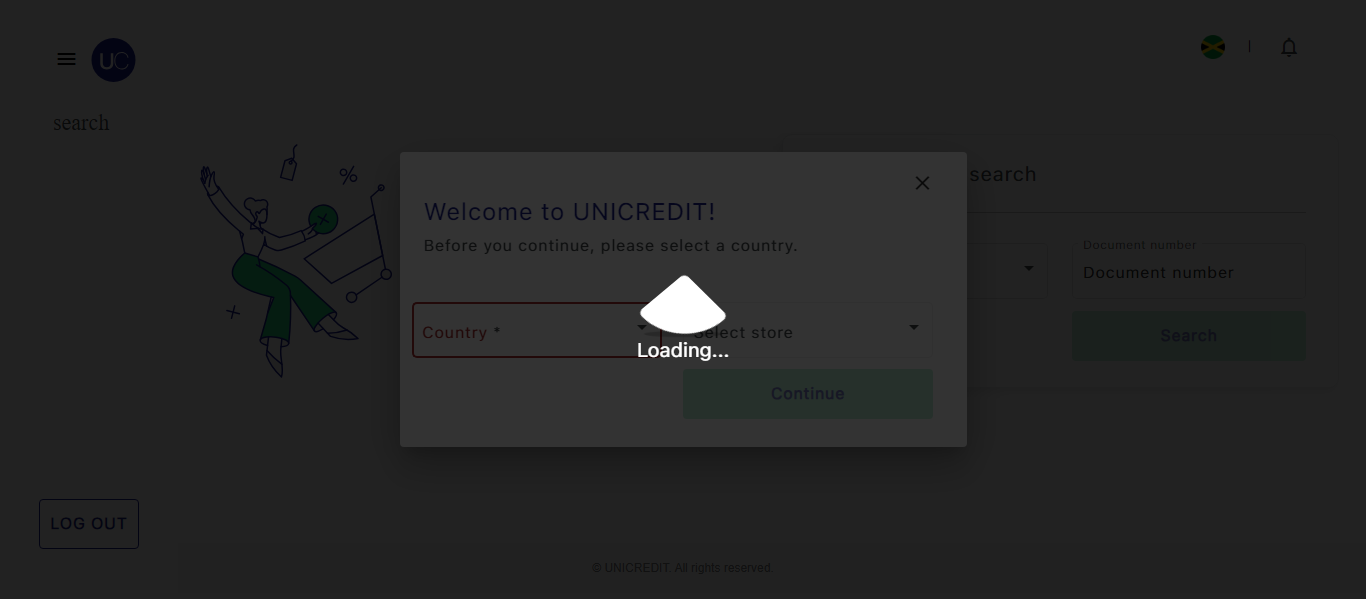 UC
search
search
%
Welcome to UNICREDIT!
Before you continue, please select a country.
Document number
Document number
Country *
Select store
Loading...
Search
Continue
LOG OUT
© UNICREDIT. All rights reserved.